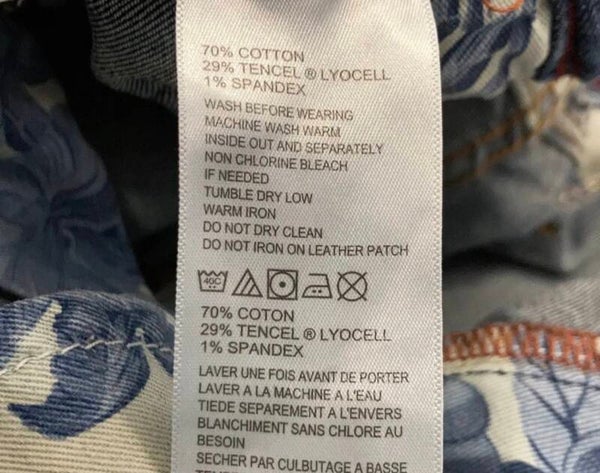 70% COTTON
29% TENCEL ® LYOCELL
1% SPANDEX
WASH BEFORE WEARING
MACHINE WASH WARM
INSIDE OUT AND SEPARATELY
NON CHLORINE BLEACH
IF NEEDED
TUMBLE DRY LOW
WARM IRON
DO NOT DRY CLEAN
DO NOT IRON ON LEATHER PATCH
40C
70% COTON
29% TENCEL ® LYOCELL
1% SPANDEX
LAVER UNE FOIS AVANT DE PORTER
LAVER A LA MACHINE A L'EAU
TIEDE SEPAREMENT A L'ENVERS
BLANCHIMENT SANS CHLORE AU
BESOIN
SECHER PAR CULBUTAGE A BASSE